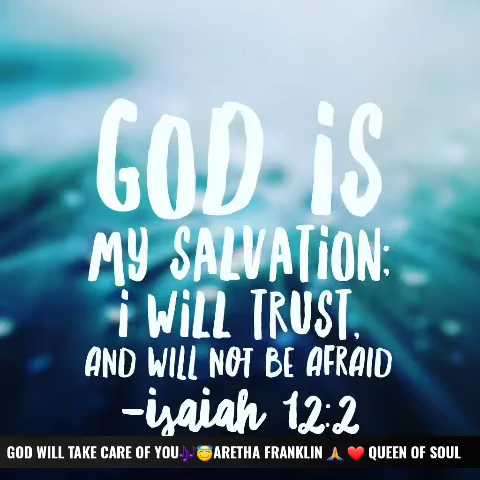 GOD iS
MY SALVATiON;
i WiLL TRUST,
AND WILL NOT BE AFRAID
-isaiah 12:2
GOD WILL TAKE CARE OF YOU🎶😇ARETHA FRANKLIN 🙏 ❤️ QUEEN OF SOUL